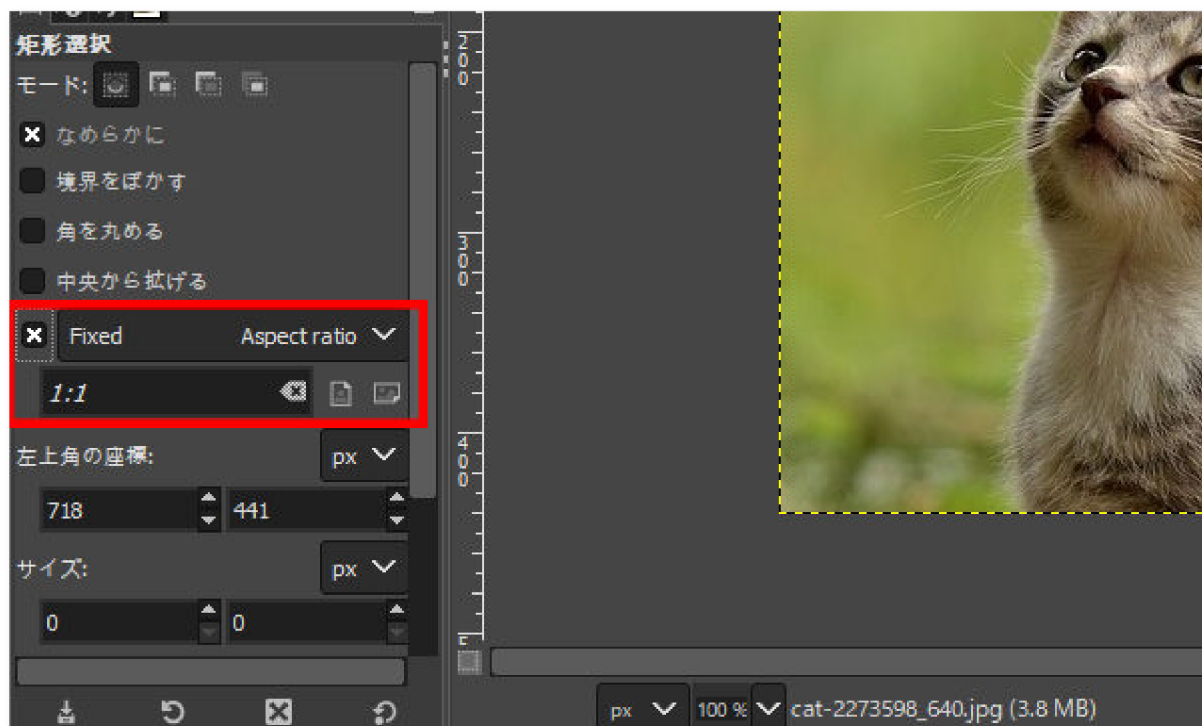 矩形選択
モード:
なめらかに
境界をぼかす
角を丸める
中央から拡げる
Fixed Aspect ratio
1:1
左上角の座標: px
718 441
サイズ: px
0 0
200
300
400
px 100 % cat-2273598_640.jpg (3.8 MB)